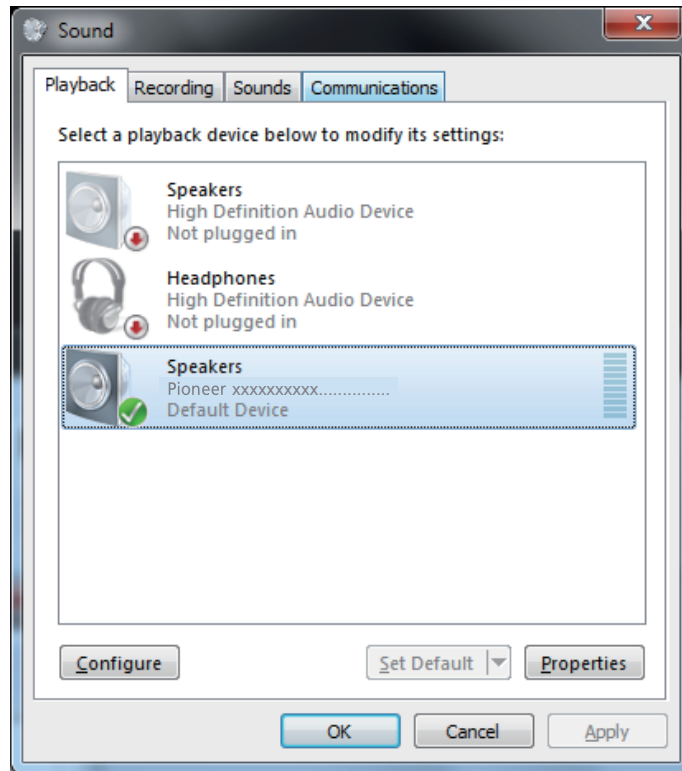 Sound
Playback Recording Sounds Communications
Select a playback device below to modify its settings:
Speakers
High Definition Audio Device
Not plugged in
Headphones
High Definition Audio Device
Not plugged in
Speakers
Pioneer xxxxxxxxxx...............
Default Device
Configure Set Default Properties
OK Cancel Apply